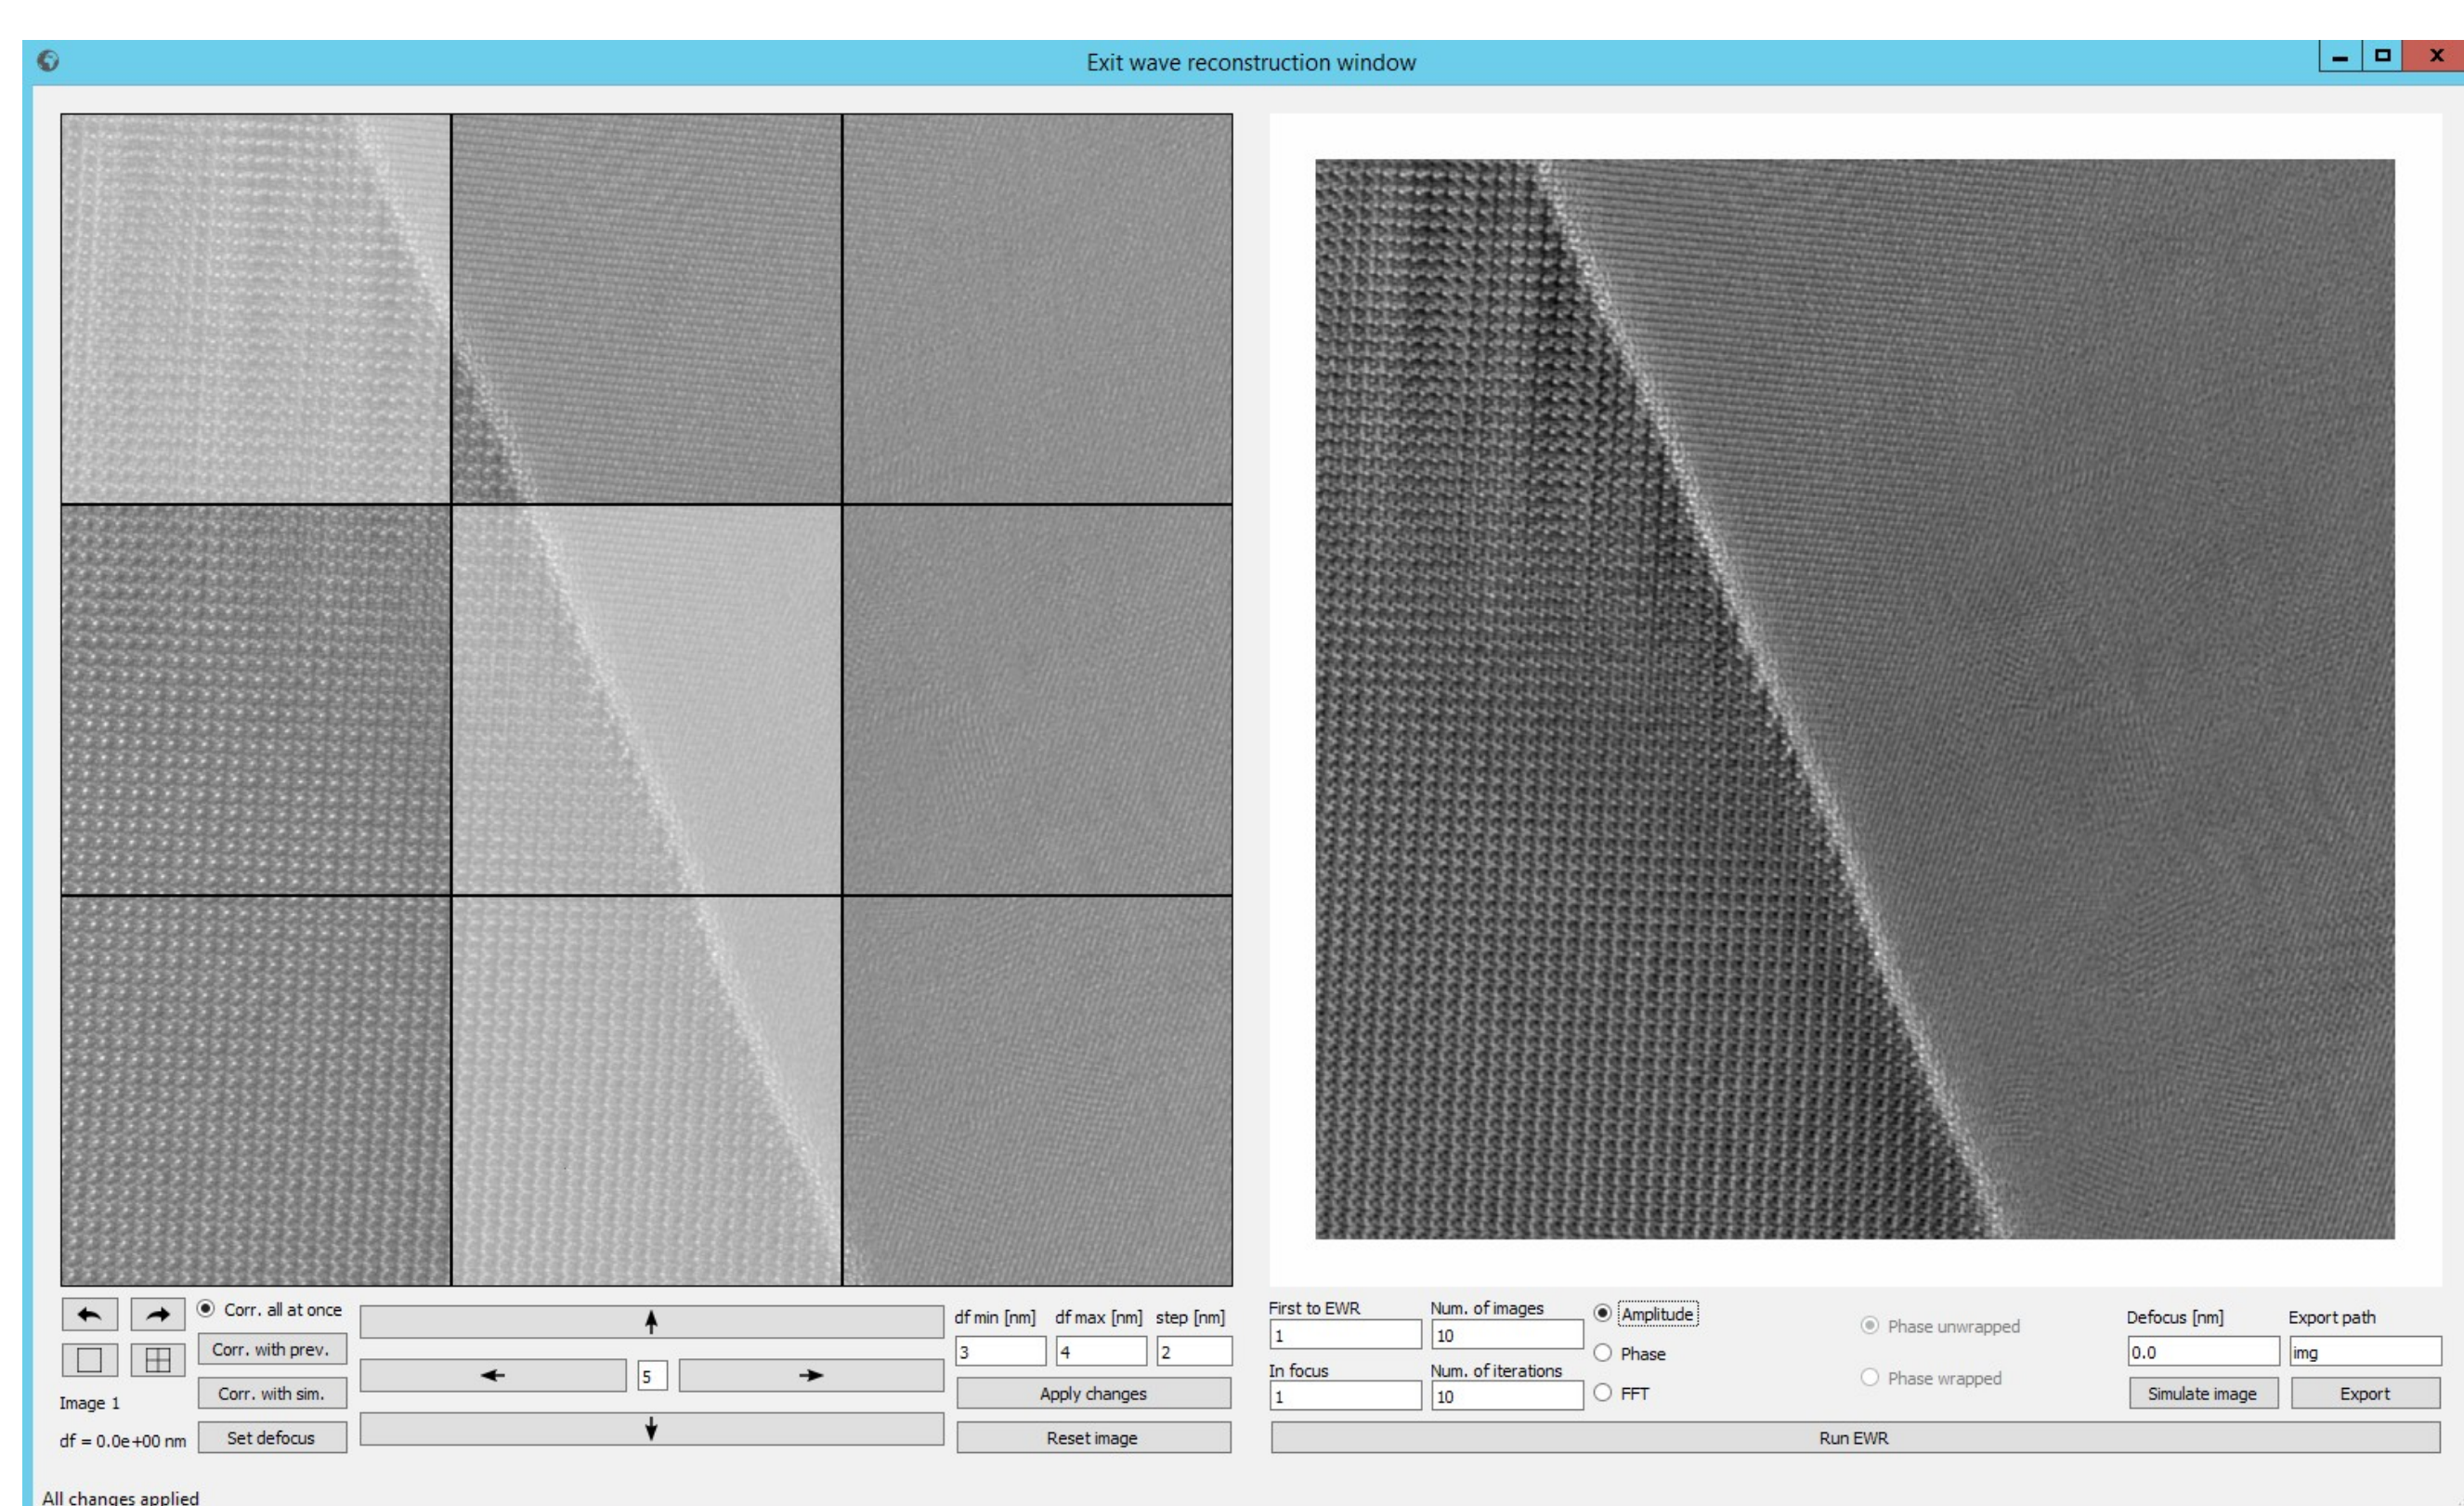 Exit wave reconstruction window
Corr. all at once
Corr. with prev.
Corr. with sim.
Set defocus
Image 1
df = 0.0e+00 nm
5
df min [nm] df max [nm] step [nm]
3 4 2
Apply changes
Reset image
First to EWR Num. of images
1 10
In focus Num. of iterations
1 10
Amplitude
Phase
FFT
Phase unwrapped
Phase wrapped
Defocus [nm] Export path
0.0 img
Simulate image Export
Run EWR
All changes applied